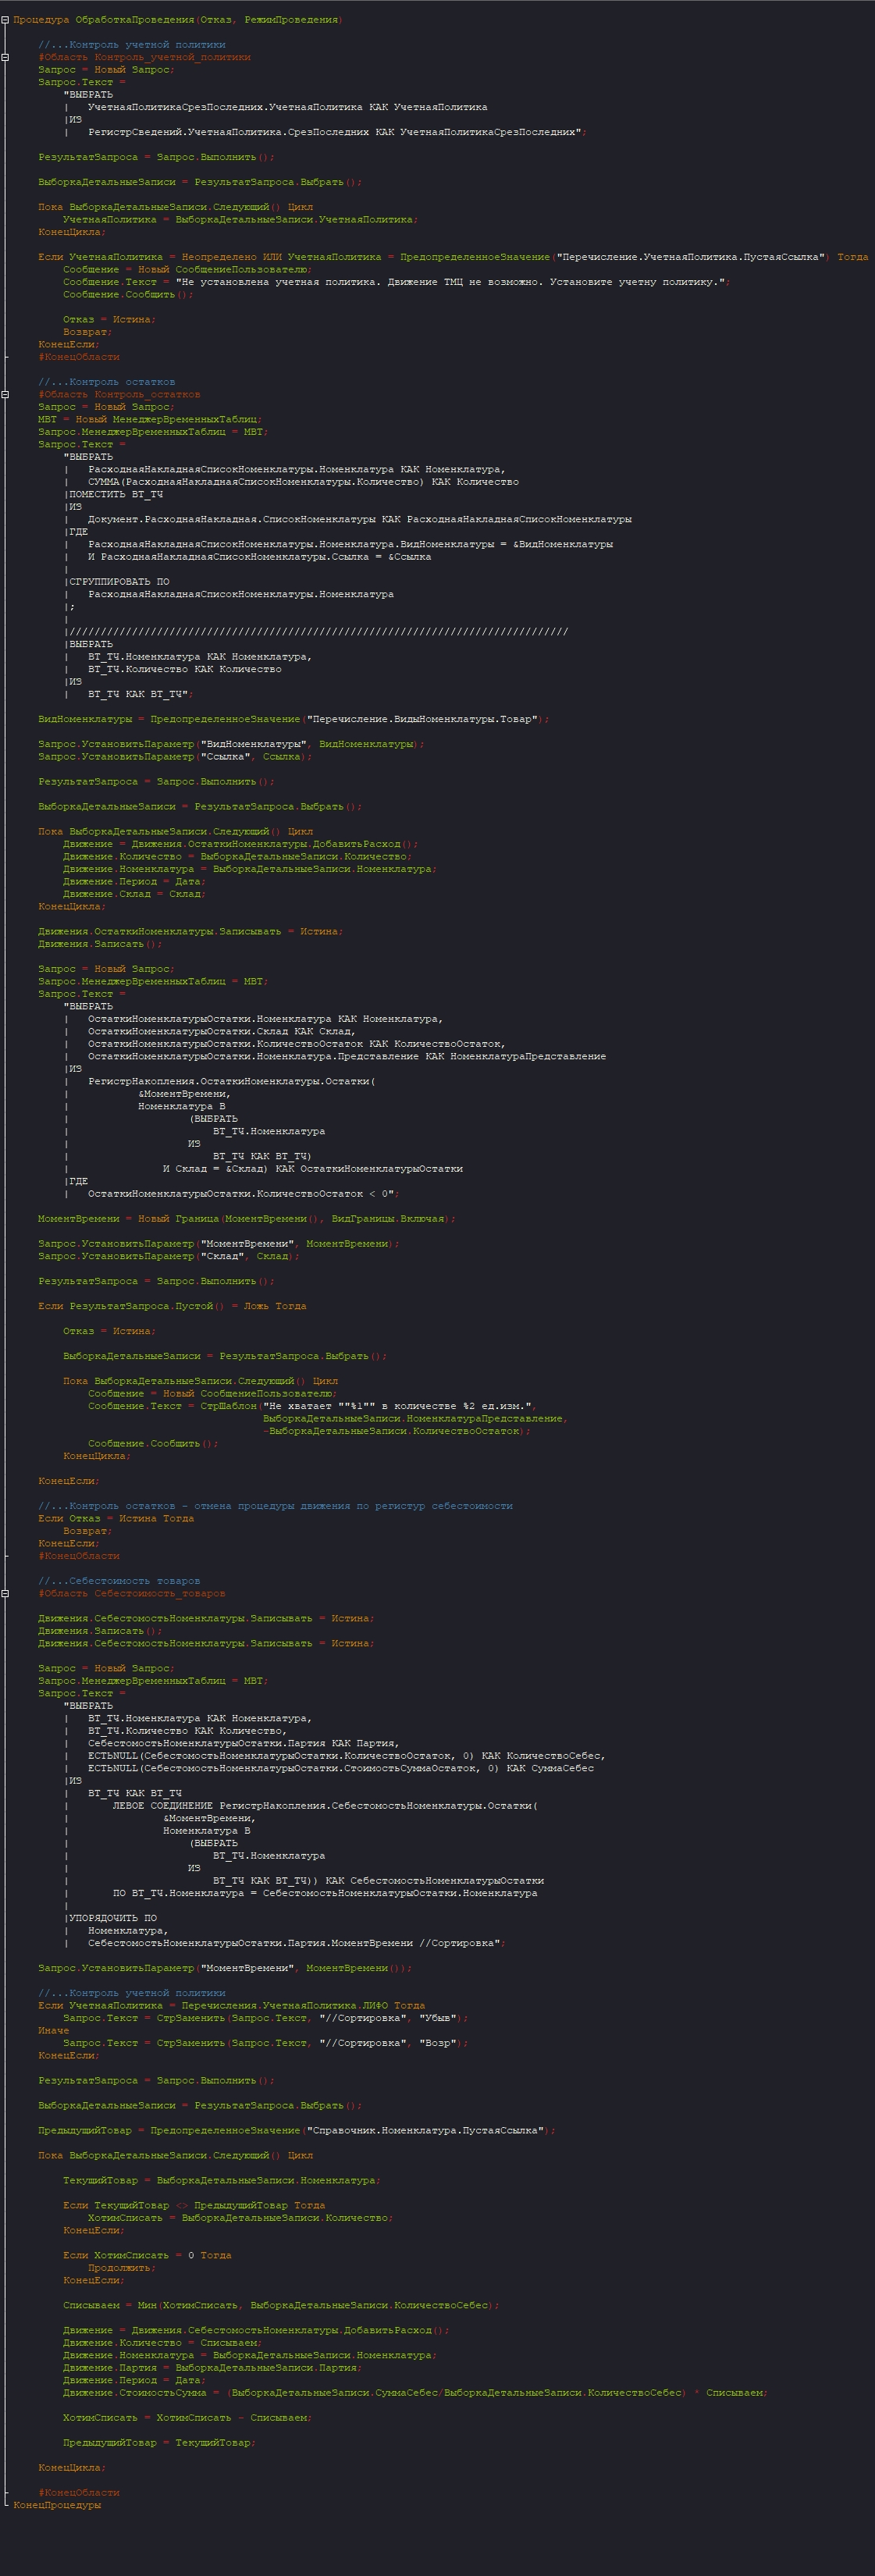 Процедура ОбработкаПроведения(Отказ, РежимПроведения)
//...Контроль учетной политики
#Область Контроль_учетной_политики
Запрос = Новый Запрос;
Запрос.Текст =
"ВЫБРАТЬ
|	УчетнаяПолитикаСрезПоследних.УчетнаяПолитика КАК УчетнаяПолитика
|ИЗ
|	РегистрСведений.УчетнаяПолитика.СрезПоследних КАК УчетнаяПолитикаСрезПоследних";
РезультатЗапроса = Запрос.Выполнить();
ВыборкаДетальныеЗаписи = РезультатЗапроса.Выбрать();
Пока ВыборкаДетальныеЗаписи.Следующий() Цикл
УчетнаяПолитика = ВыборкаДетальныеЗаписи.УчетнаяПолитика;
КонецЦикла;
Если УчетнаяПолитика = Неопределено ИЛИ УчетнаяПолитика = ПредопределенноеЗначение("Перечисление.УчетнаяПолитика.ПустаяСсылка") Тогда
Сообщение = Новый СообщениеПользователю;
Сообщение.Текст = "Не установлена учетная политика. Движение ТМЦ не возможно. Установите учетну политику.";
Сообщение.Сообщить();
Отказ = Истина;
Возврат;
КонецЕсли;
#КонецОбласти
//...Контроль остатков
#Область Контроль_остатков
Запрос = Новый Запрос;
МВТ = Новый МенеджерВременныхТаблиц;
Запрос.МенеджерВременныхТаблиц = МВТ;
Запрос.Текст =
"ВЫБРАТЬ
|	РасходнаяНакладнаяСписокНоменклатуры.Номенклатура КАК Номенклатура,
|	СУММА(РасходнаяНакладнаяСписокНоменклатуры.Количество) КАК Количество
|ПОМЕСТИТЬ ВТ_ТЧ
|ИЗ
|	Документ.РасходнаяНакладная.СписокНоменклатуры КАК РасходнаяНакладнаяСписокНоменклатуры
|ГДЕ
|	РасходнаяНакладнаяСписокНоменклатуры.Номенклатура.ВидНоменклатуры = &ВидНоменклатуры
|	И РасходнаяНакладнаяСписокНоменклатуры.Ссылка = &Ссылка
|
|СГРУППИРОВАТЬ ПО
|	РасходнаяНакладнаяСписокНоменклатуры.Номенклатура
|;
|
|////////////////////////////////////////////////////////////////////////////////
|ВЫБРАТЬ
|	ВТ_ТЧ.Номенклатура КАК Номенклатура,
|	ВТ_ТЧ.Количество КАК Количество
|ИЗ
|	ВТ_ТЧ КАК ВТ_ТЧ";
ВидНоменклатуры = ПредопределенноеЗначение("Перечисление.ВидыНоменклатуры.Товар");
Запрос.УстановитьПараметр("ВидНоменклатуры", ВидНоменклатуры);
Запрос.УстановитьПараметр("Ссылка", Ссылка);
РезультатЗапроса = Запрос.Выполнить();
ВыборкаДетальныеЗаписи = РезультатЗапроса.Выбрать();
Пока ВыборкаДетальныеЗаписи.Следующий() Цикл
Движение = Движения.ОстаткиНоменклатуры.ДобавитьРасход();
Движение.Количество = ВыборкаДетальныеЗаписи.Количество;
Движение.Номенклатура = ВыборкаДетальныеЗаписи.Номенклатура;
Движение.Период = Дата;
Движение.Склад = Склад;
КонецЦикла;
Движения.ОстаткиНоменклатуры.Записывать = Истина;
Движения.Записать();
Запрос = Новый Запрос;
Запрос.МенеджерВременныхТаблиц = МВТ;
Запрос.Текст =
"ВЫБРАТЬ
|	ОстаткиНоменклатурыОстатки.Номенклатура КАК Номенклатура,
|	ОстаткиНоменклатурыОстатки.Склад КАК Склад,
|	ОстаткиНоменклатурыОстатки.КоличествоОстаток КАК КоличествоОстаток,
|	ОстаткиНоменклатурыОстатки.Номенклатура.Представление КАК НоменклатураПредставление
|ИЗ
|	РегистрНакопления.ОстаткиНоменклатуры.Остатки(
|			&МоментВремени,
|			Номенклатура В
|					(ВЫБРАТЬ
|						ВТ_ТЧ.Номенклатура
|					ИЗ
|						ВТ_ТЧ КАК ВТ_ТЧ)
|				И Склад = &Склад) КАК ОстаткиНоменклатурыОстатки
|ГДЕ
|	ОстаткиНоменклатурыОстатки.КоличествоОстаток < 0";
МоментВремени = Новый Граница(МоментВремени(), ВидГраницы.Включая);
Запрос.УстановитьПараметр("МоментВремени", МоментВремени);
Запрос.УстановитьПараметр("Склад", Склад);
РезультатЗапроса = Запрос.Выполнить();
Если РезультатЗапроса.Пустой() = Ложь Тогда
Отказ = Истина;
ВыборкаДетальныеЗаписи = РезультатЗапроса.Выбрать();
Пока ВыборкаДетальныеЗаписи.Следующий() Цикл
Сообщение = Новый СообщениеПользователю;
Сообщение.Текст = СтрШаблон("Не хватает ""%1"" в количестве %2 ед.изм.",
ВыборкаДетальныеЗаписи.НоменклатураПредставление,
-ВыборкаДетальныеЗаписи.КоличествоОстаток);
Сообщение.Сообщить();
КонецЦикла;
КонецЕсли;
//...Контроль остатков - отмена процедуры движения по регистур себестоимости
Если Отказ = Истина Тогда
Возврат;
КонецЕсли;
#КонецОбласти
//...Себестоимость товаров
#Область Себестоимость_товаров
Движения.СебестомостьНоменклатуры.Записывать = Истина;
Движения.Записать();
Движения.СебестомостьНоменклатуры.Записывать = Истина;
Запрос = Новый Запрос;
Запрос.МенеджерВременныхТаблиц = МВТ;
Запрос.Текст =
"ВЫБРАТЬ
|	ВТ_ТЧ.Номенклатура КАК Номенклатура,
|	ВТ_ТЧ.Количество КАК Количество,
|	СебестомостьНоменклатурыОстатки.Партия КАК Партия,
|	ЕСТЬNULL(СебестомостьНоменклатурыОстатки.КоличествоОстаток, 0) КАК КоличествоСебес,
|	ЕСТЬNULL(СебестомостьНоменклатурыОстатки.СтоимостьСуммаОстаток, 0) КАК СуммаСебес
|ИЗ
|	ВТ_ТЧ КАК ВТ_ТЧ
|		ЛЕВОЕ СОЕДИНЕНИЕ РегистрНакопления.СебестомостьНоменклатуры.Остатки(
|				&МоментВремени,
|				Номенклатура В
|					(ВЫБРАТЬ
|						ВТ_ТЧ.Номенклатура
|					ИЗ
|						ВТ_ТЧ КАК ВТ_ТЧ)) КАК СебестомостьНоменклатурыОстатки
|		ПО ВТ_ТЧ.Номенклатура = СебестомостьНоменклатурыОстатки.Номенклатура
|
|УПОРЯДОЧИТЬ ПО
|	Номенклатура,
|	СебестомостьНоменклатурыОстатки.Партия.МоментВремени //Сортировка";
Запрос.УстановитьПараметр("МоментВремени", МоментВремени());
//...Контроль учетной политики
Если УчетнаяПолитика = Перечисления.УчетнаяПолитика.ЛИФО Тогда
Запрос.Текст = СтрЗаменить(Запрос.Текст, "//Сортировка", "Убыв");
Иначе
Запрос.Текст = СтрЗаменить(Запрос.Текст, "//Сортировка", "Возр");
КонецЕсли;
РезультатЗапроса = Запрос.Выполнить();
ВыборкаДетальныеЗаписи = РезультатЗапроса.Выбрать();
ПредыдущийТовар = ПредопределенноеЗначение("Справочник.Номенклатура.ПустаяСсылка");
Пока ВыборкаДетальныеЗаписи.Следующий() Цикл
ТекущийТовар = ВыборкаДетальныеЗаписи.Номенклатура;
Если ТекущийТовар <> ПредыдущийТовар Тогда
ХотимСписать = ВыборкаДетальныеЗаписи.Количество;
КонецЕсли;
Если ХотимСписать = 0 Тогда
Продолжить;
КонецЕсли;
Списываем = Мин(ХотимСписать, ВыборкаДетальныеЗаписи.КоличествоСебес);
Движение = Движения.СебестомостьНоменклатуры.ДобавитьРасход();
Движение.Количество = Списываем;
Движение.Номенклатура = ВыборкаДетальныеЗаписи.Номенклатура;
Движение.Партия = ВыборкаДетальныеЗаписи.Партия;
Движение.Период = Дата;
Движение.СтоимостьСумма = (ВыборкаДетальныеЗаписи.СуммаСебес/ВыборкаДетальныеЗаписи.КоличествоСебес) * Списываем;
ХотимСписать = ХотимСписать - Списываем;
ПредыдущийТовар = ТекущийТовар;
КонецЦикла;
#КонецОбласти
КонецПроцедуры